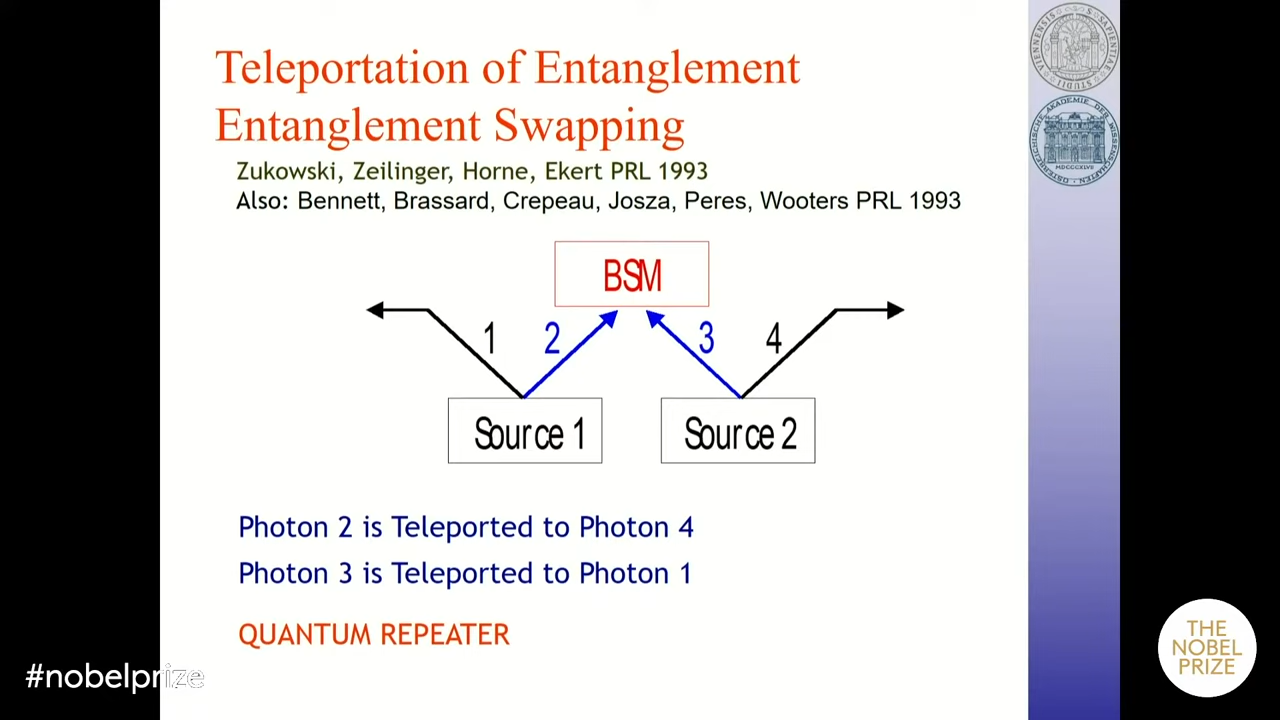 Teleportation of Entanglement
Entanglement Swapping
Zukowski, Zeilinger, Horne, Ekert PRL 1993
Also: Bennett, Brassard, Crepeau, Josza, Peres, Wooters PRL 1993
BSM
1 2 3 4
Source 1 Source 2
Photon 2 is Teleported to Photon 4
Photon 3 is Teleported to Photon 1
QUANTUM REPEATER
#nobelprize
THE
NOBEL
PRIZE